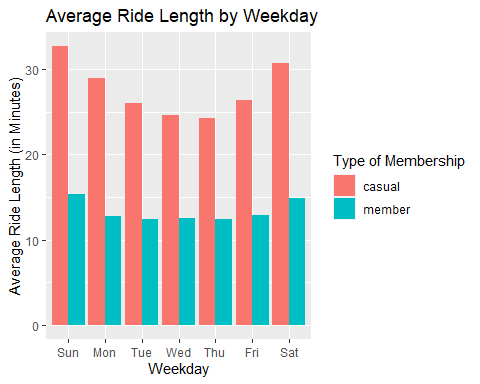 Average Ride Length by Weekday
Average Ride Length (in Minutes)
30
20
10
0
Sun Mon Tue Wed Thu Fri Sat
Weekday
Type of Membership
casual
member